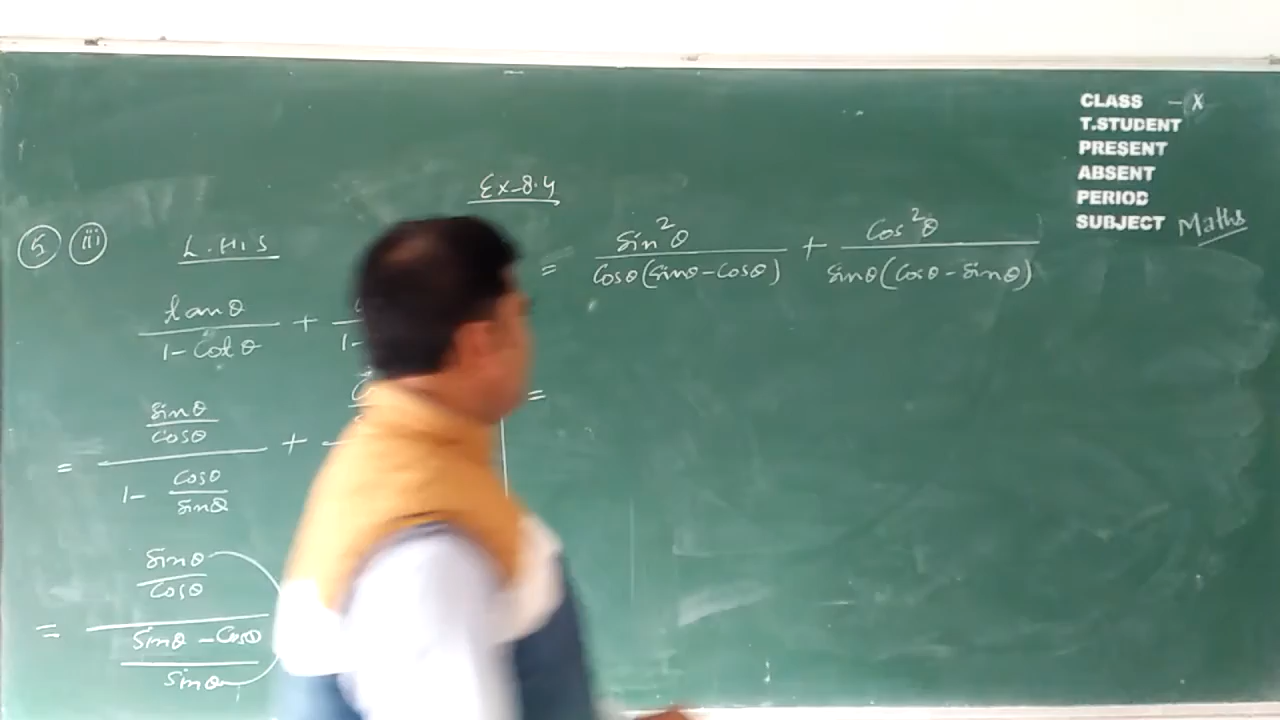 CLASS - X
T.STUDENT
PRESENT
ABSENT
PERIOD
SUBJECT Maths
Ex-8.4
5 iii L.H.S
tanθ / 1-Cotθ +  / 1-
= sinθ/cosθ / 1- cosθ/sinθ +
= sinθ/cosθ / sinθ-cosθ/sinθ
= sin²θ / cosθ(sinθ-cosθ) + cos²θ / sinθ(cosθ-sinθ)
=